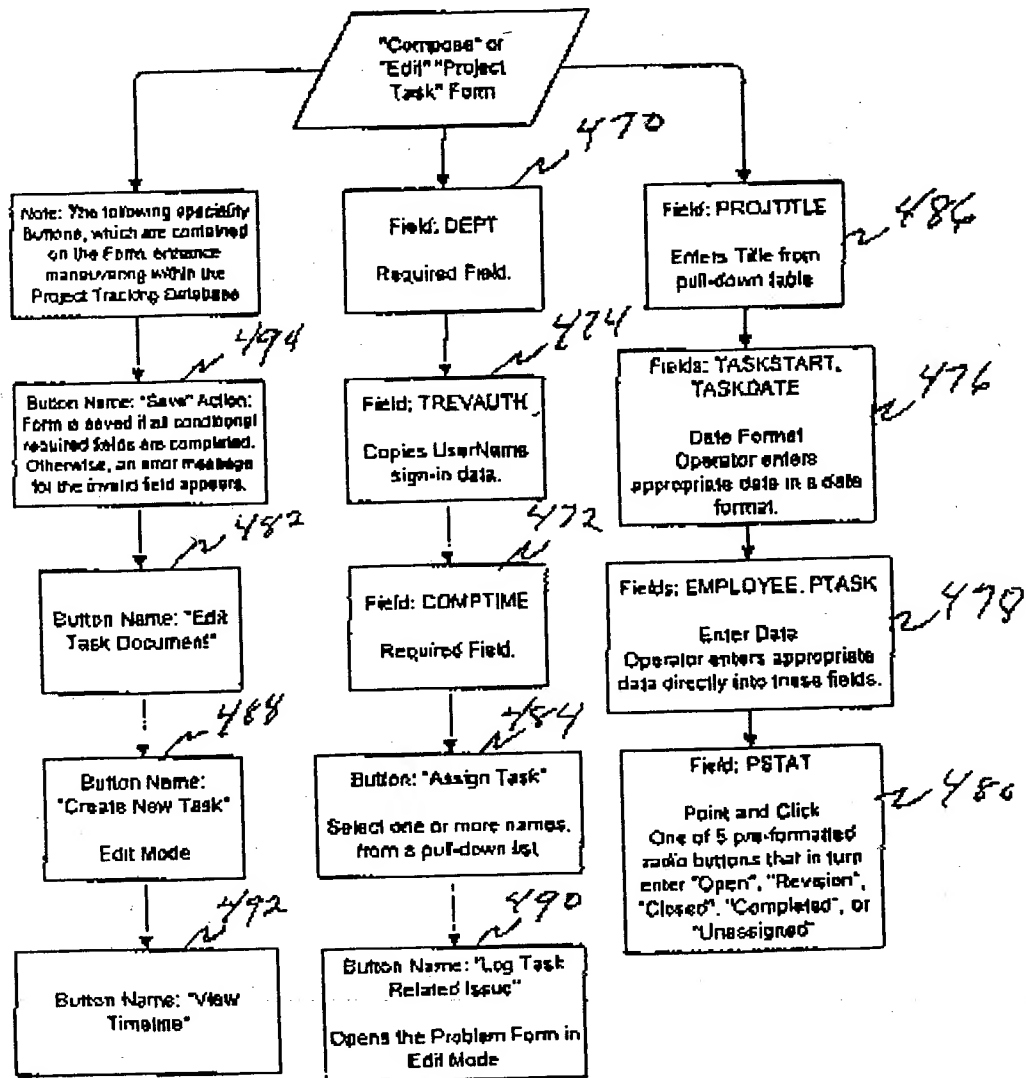 "Compose" or
"Edit" "Project
Task" Form
Note: The following speciality
Buttons, which are contained
on the Form, enhance
maneuvering within the
Project Tracking Database
494
Button Name: "Save" Action:
Form is saved if all conditional
required fields are completed.
Otherwise, an error message
for the invalid field appears.
482
Button Name: "Edit
Task Document"
488
Button Name:
"Create New Task"
Edit Mode
492
Button Name: "View
Timeline"
470
Field: DEPT
Required Field.
474
Field; TREVAUTH
Copies UserName
sign-in data.
472
Field: COMPTIME
Required Field.
484
Button: "Assign Task"
Select one or more names,
from a pull-down list
490
Button Name: "Log Task
Related Issue"
Opens the Problem Form in
Edit Mode
486
Field: PROJTITLE
Enters Title from
pull-down table
476
Fields: TASKSTART,
TASKDATE
Date Format
Operator enters
appropriate data in a date
format.
478
Fields; EMPLOYEE, PTASK
Enter Data
Operator enters appropriate
data directly into these fields.
480
Field; PSTAT
Point and Click
One of 5 pre-formatted
radio buttons that in turn
enter "Open", "Revision",
"Closed", "Completed", or
"Unassigned"